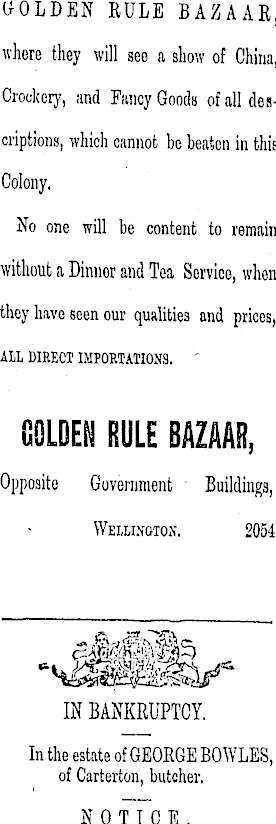 GOLDEN RULE BAZAAR,
where they will see a show of China,
Crockery, and Fancy Goods of all des-
criptions, which cannot be beaten in this
Colony.
No one will be content to remain
without a Dinner and Tea Service, when
they have seen our qualities and prices,
ALL DIRECT IMPORTATIONS.
GOLDEN RULE BAZAAR,
Opposite Government Buildings,
WELLINGTON. 2054
IN BANKRUPTCY.
In the estate of GEORGE BOWLES,
of Carterton, butcher.
NOTICE.